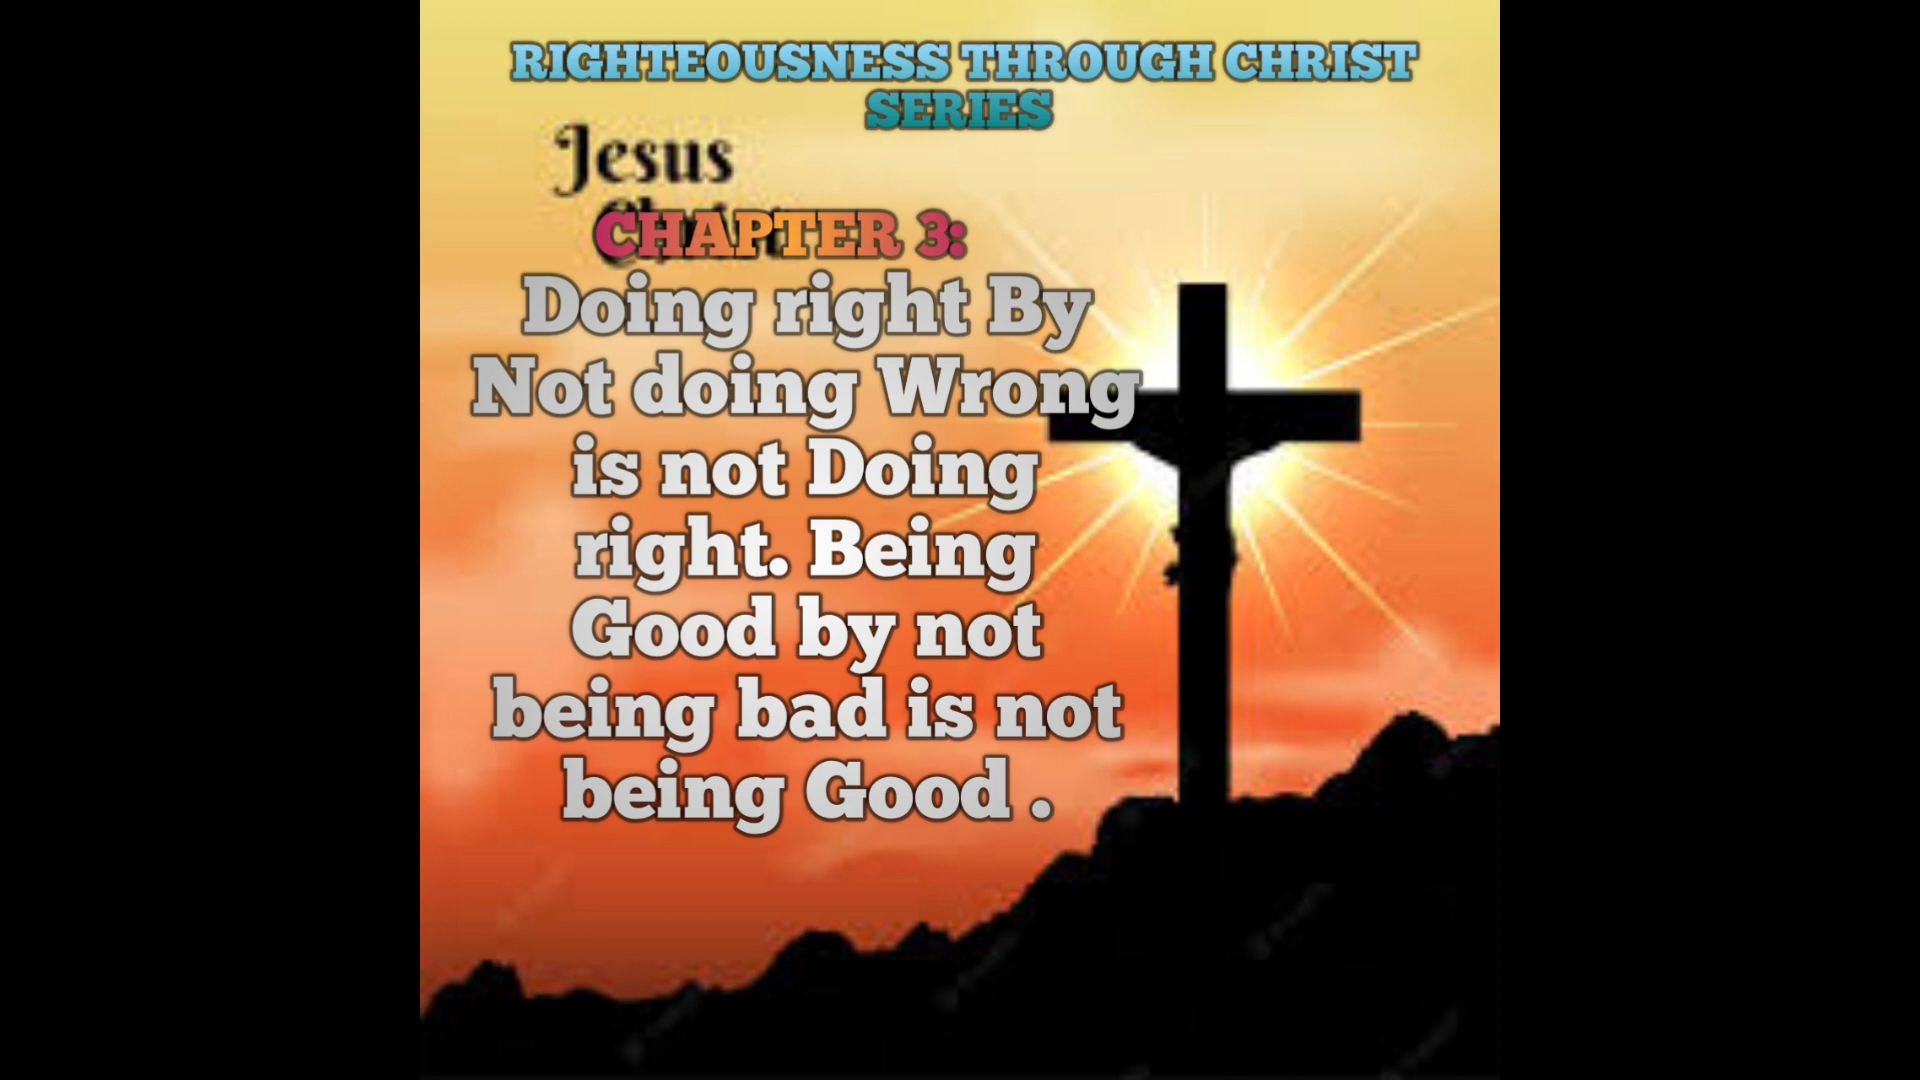 RIGHTEOUSNESS THROUGH CHRIST
SERIES
Jesus
CHAPTER 3:
Doing right By
Not doing Wrong
is not Doing
right. Being
Good by not
being bad is not
being Good .